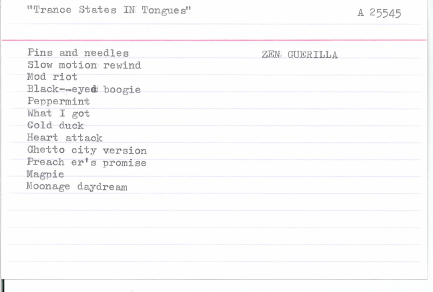 "Trance States IN Tongues"
A 25545
Pins and needles
ZEN GUERILLA
Slow motion rewind
Mod riot
Black--eyed boogie
Peppermint
What I got
Gold duck
Heart attack
Ghetto city version
Preach er's promise
Magpie
Moonage daydream